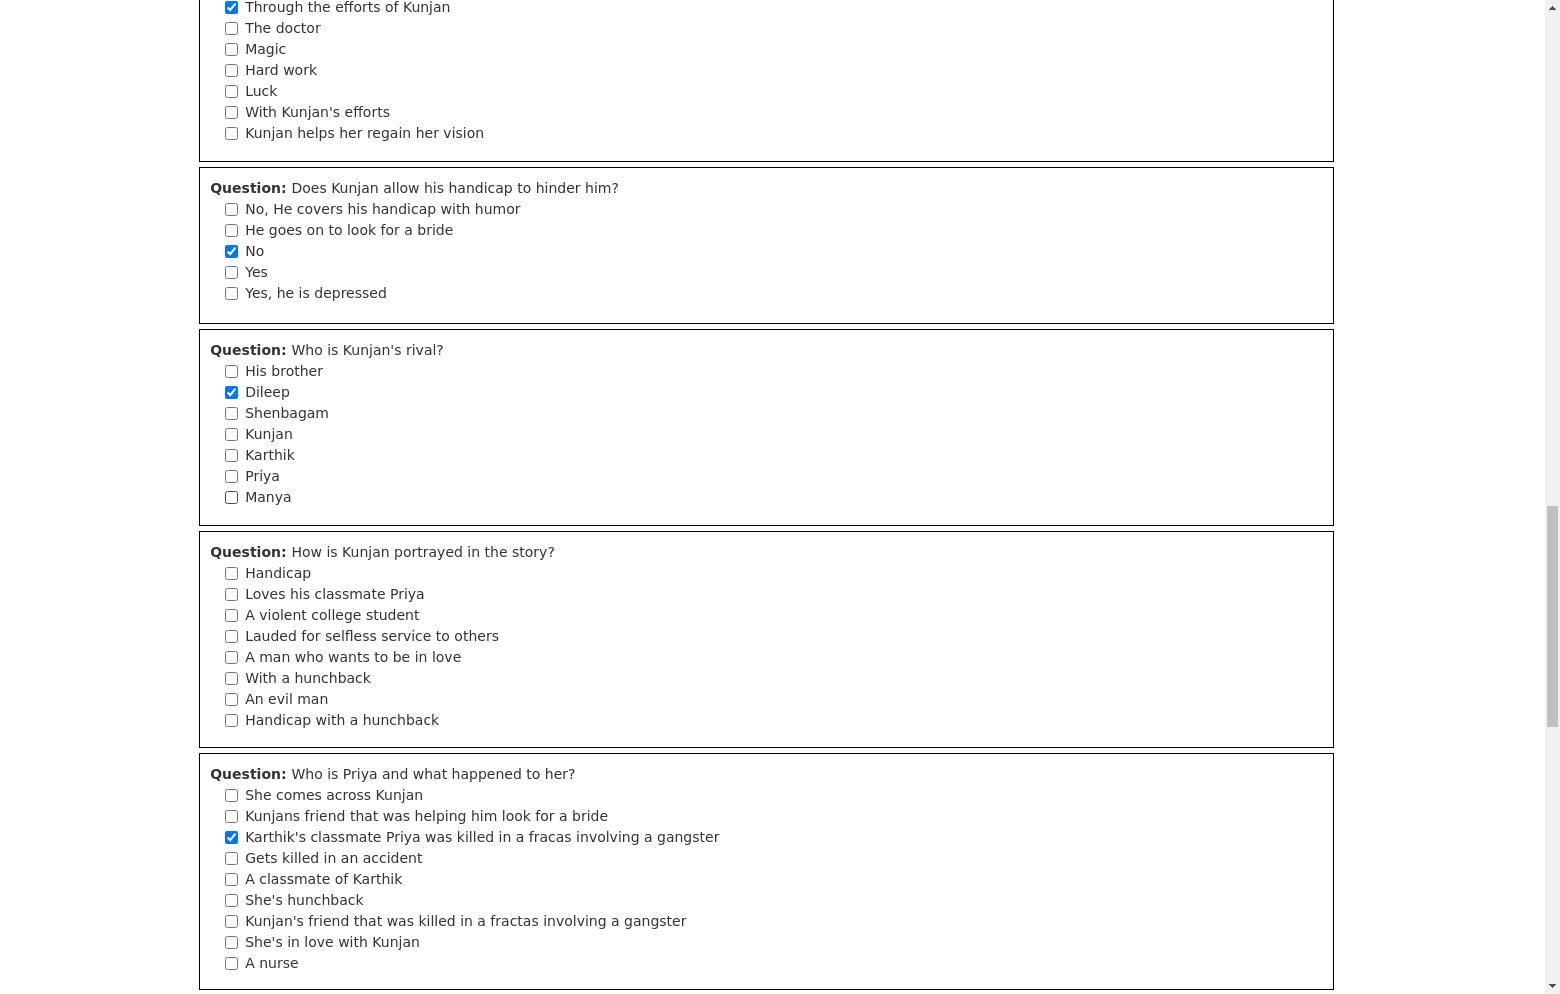 Through the efforts of Kunjan
The doctor
Magic
Hard work
Luck
With Kunjan's efforts
Kunjan helps her regain her vision
Question: Does Kunjan allow his handicap to hinder him?
No, He covers his handicap with humor
He goes on to look for a bride
No
Yes
Yes, he is depressed
Question: Who is Kunjan's rival?
His brother
Dileep
Shenbagam
Kunjan
Karthik
Priya
Manya
Question: How is Kunjan portrayed in the story?
Handicap
Loves his classmate Priya
A violent college student
Lauded for selfless service to others
A man who wants to be in love
With a hunchback
An evil man
Handicap with a hunchback
Question: Who is Priya and what happened to her?
She comes across Kunjan
Kunjans friend that was helping him look for a bride
Karthik's classmate Priya was killed in a fracas involving a gangster
Gets killed in an accident
A classmate of Karthik
She's hunchback
Kunjan's friend that was killed in a fractas involving a gangster
She's in love with Kunjan
A nurse